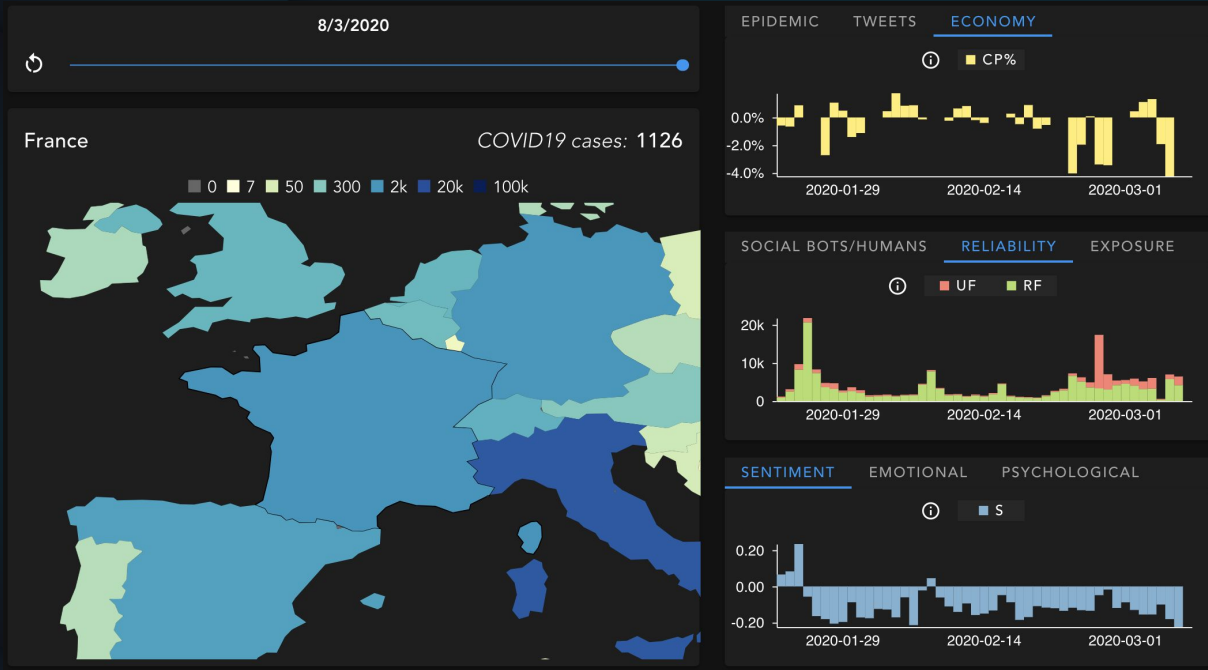 8/3/2020
France COVID19 cases: 1126
0 7 50 300 2k 20k 100k
EPIDEMIC TWEETS ECONOMY
CP%
0.0%
-2.0%
-4.0%
2020-01-29 2020-02-14 2020-03-01
SOCIAL BOTS/HUMANS RELIABILITY EXPOSURE
UF RF
20k
10k
0
2020-01-29 2020-02-14 2020-03-01
SENTIMENT EMOTIONAL PSYCHOLOGICAL
S
0.20
0.00
-0.20
2020-01-29 2020-02-14 2020-03-01